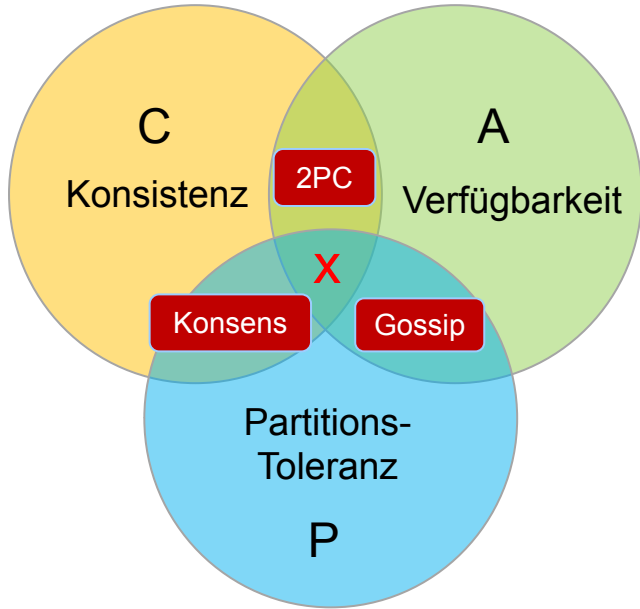 C
Konsistenz
A
Verfügbarkeit
2PC
X
Konsens
Gossip
Partitions-
Toleranz
P